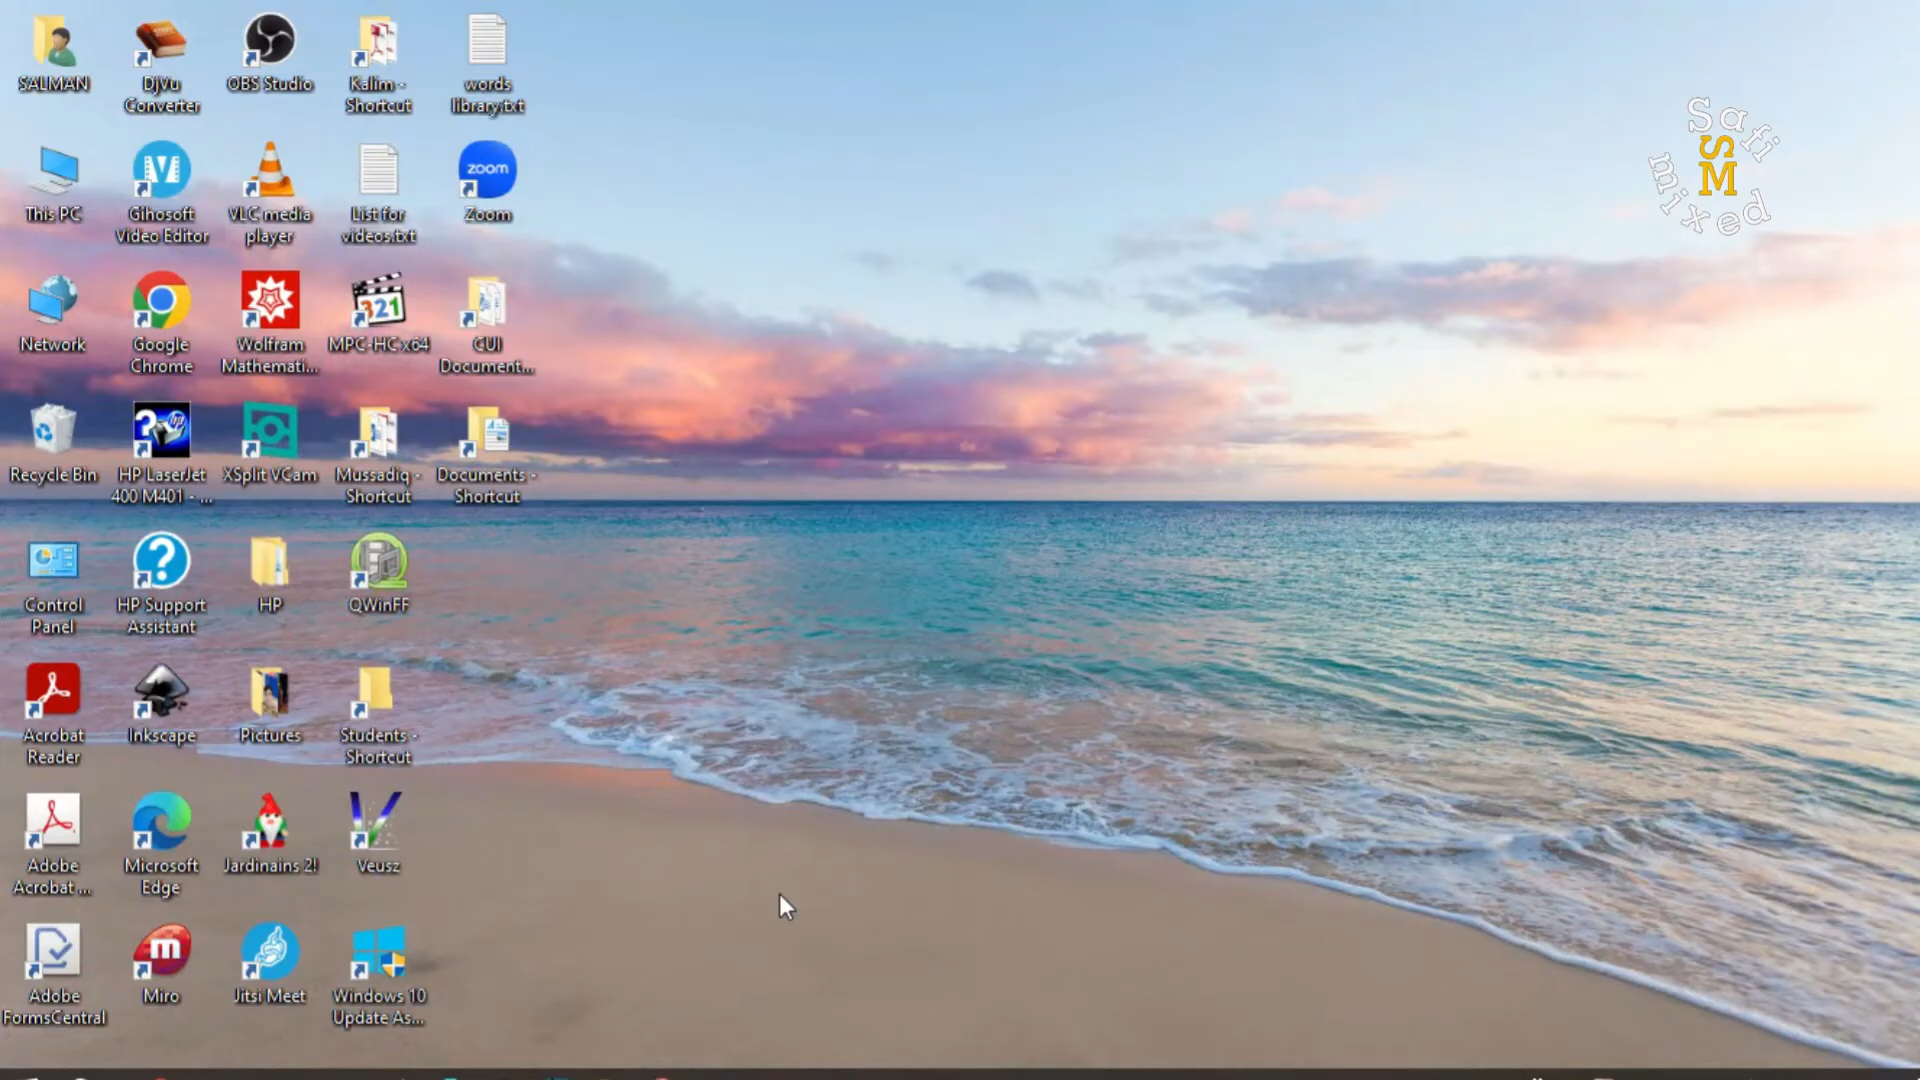 SALMAN
DjVu
Converter
OBS Studio
Kalim -
Shortcut
words
library.txt
This PC
Gihosoft
Video Editor
VLC media
player
List for
videos.txt
zoom
Zoom
Network
Google
Chrome
Wolfram
Mathemati...
321
MPC-HC x64
CUI
Document...
Recycle Bin
HP LaserJet
400 M401 - ...
XSplit VCam
Mussadiq -
Shortcut
Documents -
Shortcut
Control
Panel
HP Support
Assistant
HP
QWinFF
Acrobat
Reader
Inkscape
Pictures
Students -
Shortcut
Adobe
Acrobat ...
Microsoft
Edge
Jardinains 2!
Veusz
Adobe
FormsCentral
m
Miro
Jitsi Meet
Windows 10
Update As...
Safi
SM
mixed